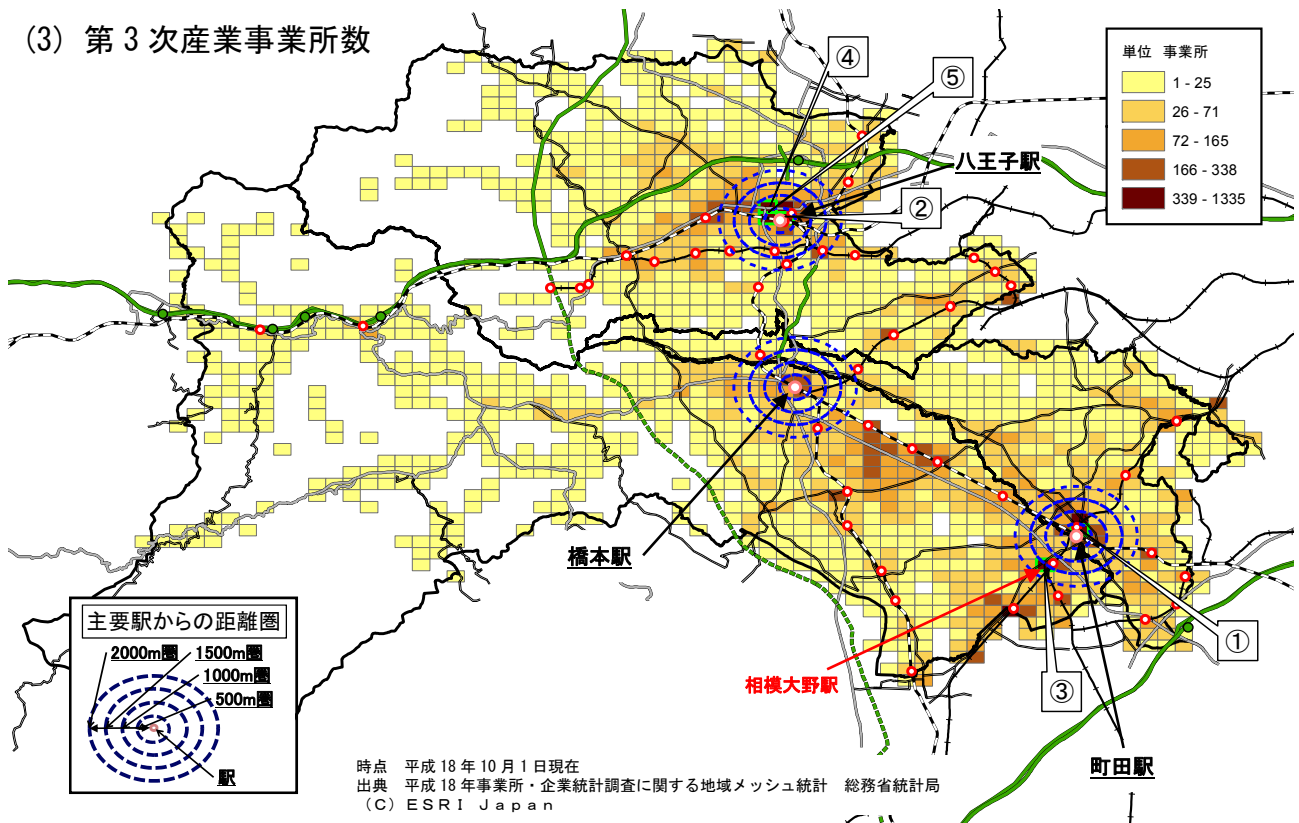 (3) 第3次産業事業所数
④
⑤
単位 事業所
1 - 25
26 - 71
72 - 165
166 - 338
339 - 1335
八王子駅
②
橋本駅
①
相模大野駅
③
町田駅
主要駅からの距離圏
2000m圏
1500m圏
1000m圏
500m圏
駅
時点 平成18年10月1日現在
出典 平成18年事業所・企業統計調査に関する地域メッシュ統計 総務省統計局
(C) ESRI Japan